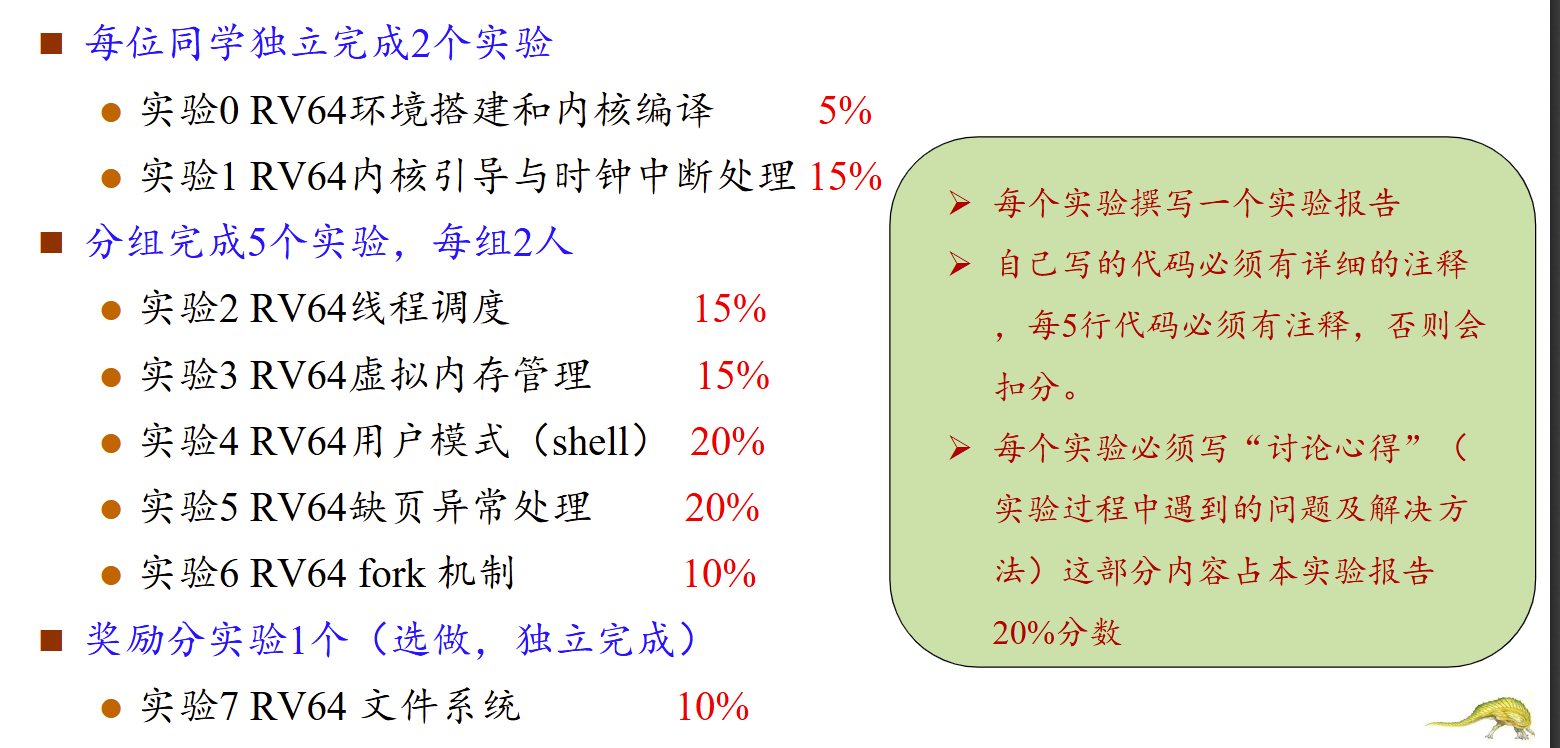 每位同学独立完成2个实验
实验0 RV64环境搭建和内核编译 5%
实验1 RV64内核引导与时钟中断处理 15%
分组完成5个实验，每组2人
实验2 RV64线程调度 15%
实验3 RV64虚拟内存管理 15%
实验4 RV64用户模式（shell） 20%
实验5 RV64缺页异常处理 20%
实验6 RV64 fork 机制 10%
奖励分实验1个（选做，独立完成）
实验7 RV64 文件系统 10%
每个实验撰写一个实验报告
自己写的代码必须有详细的注释
，每5行代码必须有注释，否则会
扣分。
每个实验必须写“讨论心得”（
实验过程中遇到的问题及解决方
法）这部分内容占本实验报告
20%分数